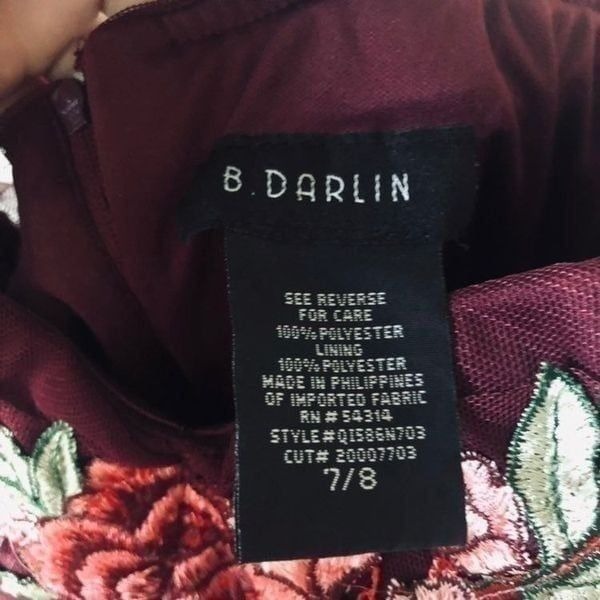 B. DARLIN
SEE REVERSE
FOR CARE
100% POLYESTER
LINING
100% POLYESTER
MADE IN PHILIPPINES
OF IMPORTED FABRIC
RN # 54314
STYLE#Q1586N703
CUT# 20007703
7/8